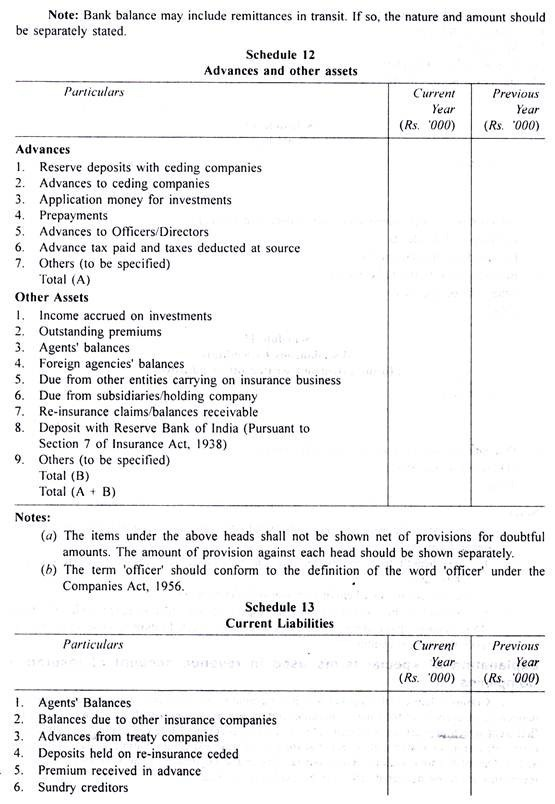 Note: Bank balance may include remittances in transit. If so, the nature and amount should
be separately stated.
Schedule 12
Advances and other assets
Particulars
Current
Year
(Rs. '000)
Previous
Year
(Rs. '000)
Advances
1. Reserve deposits with ceding companies
2. Advances to ceding companies
3. Application money for investments
4. Prepayments
5. Advances to Officers/Directors
6. Advance tax paid and taxes deducted at source
7. Others (to be specified)
Total (A)
Other Assets
1. Income accrued on investments
2. Outstanding premiums
3. Agents' balances
4. Foreign agencies' balances
5. Due from other entities carrying on insurance business
6. Due from subsidiaries/holding company
7. Re-insurance claims/balances receivable
8. Deposit with Reserve Bank of India (Pursuant to
Section 7 of Insurance Act, 1938)
9. Others (to be specified)
Total (B)
Total (A + B)
Notes:
(a) The items under the above heads shall not be shown net of provisions for doubtful
amounts. The amount of provision against each head should be shown separately.
(b) The term 'officer' should conform to the definition of the word 'officer' under the
Companies Act, 1956.
Schedule 13
Current Liabilities
Particulars
Current
Year
(Rs. '000)
Previous
Year
(Rs. '000)
1. Agents' Balances
2. Balances due to other insurance companies
3. Advances from treaty companies
4. Deposits held on re-insurance ceded
5. Premium received in advance
6. Sundry creditors